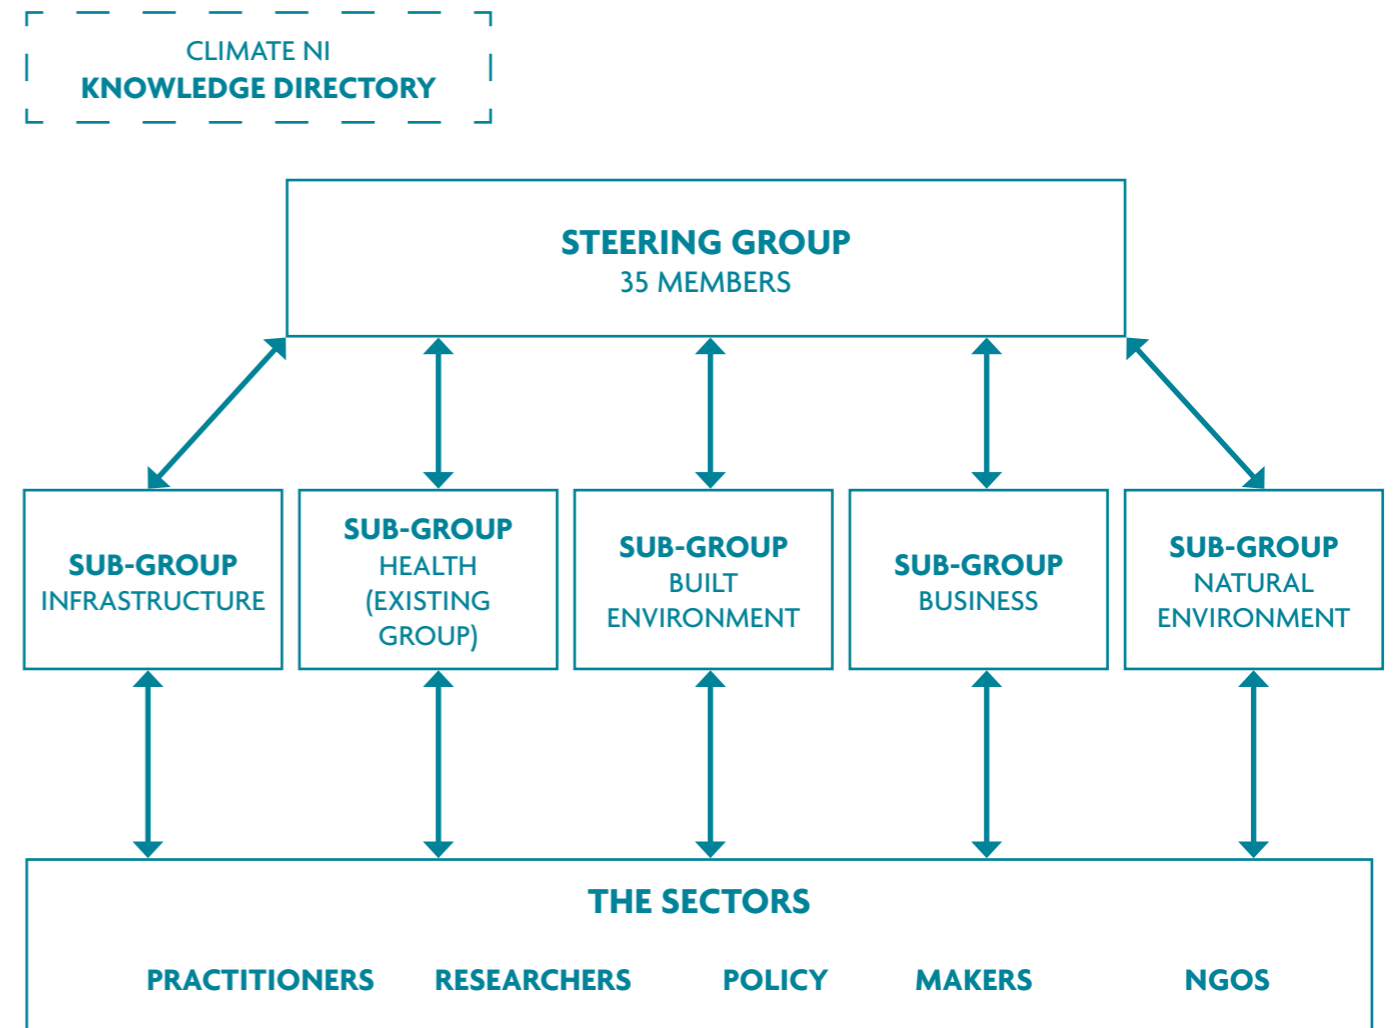 CLIMATE NI
KNOWLEDGE DIRECTORY
STEERING GROUP
35 MEMBERS
SUB-GROUP
INFRASTRUCTURE
SUB-GROUP
HEALTH
(EXISTING
GROUP)
SUB-GROUP
BUILT
ENVIRONMENT
SUB-GROUP
BUSINESS
SUB-GROUP
NATURAL
ENVIRONMENT
THE SECTORS
PRACTITIONERS RESEARCHERS POLICY MAKERS NGOS